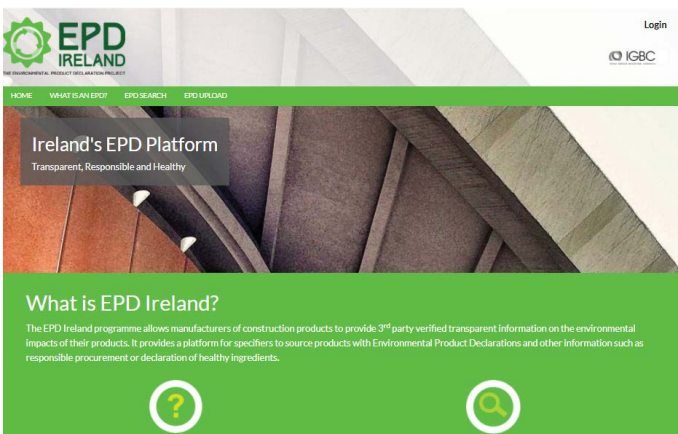 Login
EPD
IRELAND
THE ENVIRONMENTAL PRODUCT DECLARATION PROJECT
IGBC
HOME WHAT IS AN EPD? EPD SEARCH EPD UPLOAD
Ireland's EPD Platform
Transparent, Responsible and Healthy
What is EPD Ireland?
The EPD Ireland programme allows manufacturers of construction products to provide 3rd party verified transparent information on the environmental
impacts of their products. It provides a platform for specifiers to source products with Environmental Product Declarations and other information such as
responsible procurement or declaration of healthy ingredients.
?